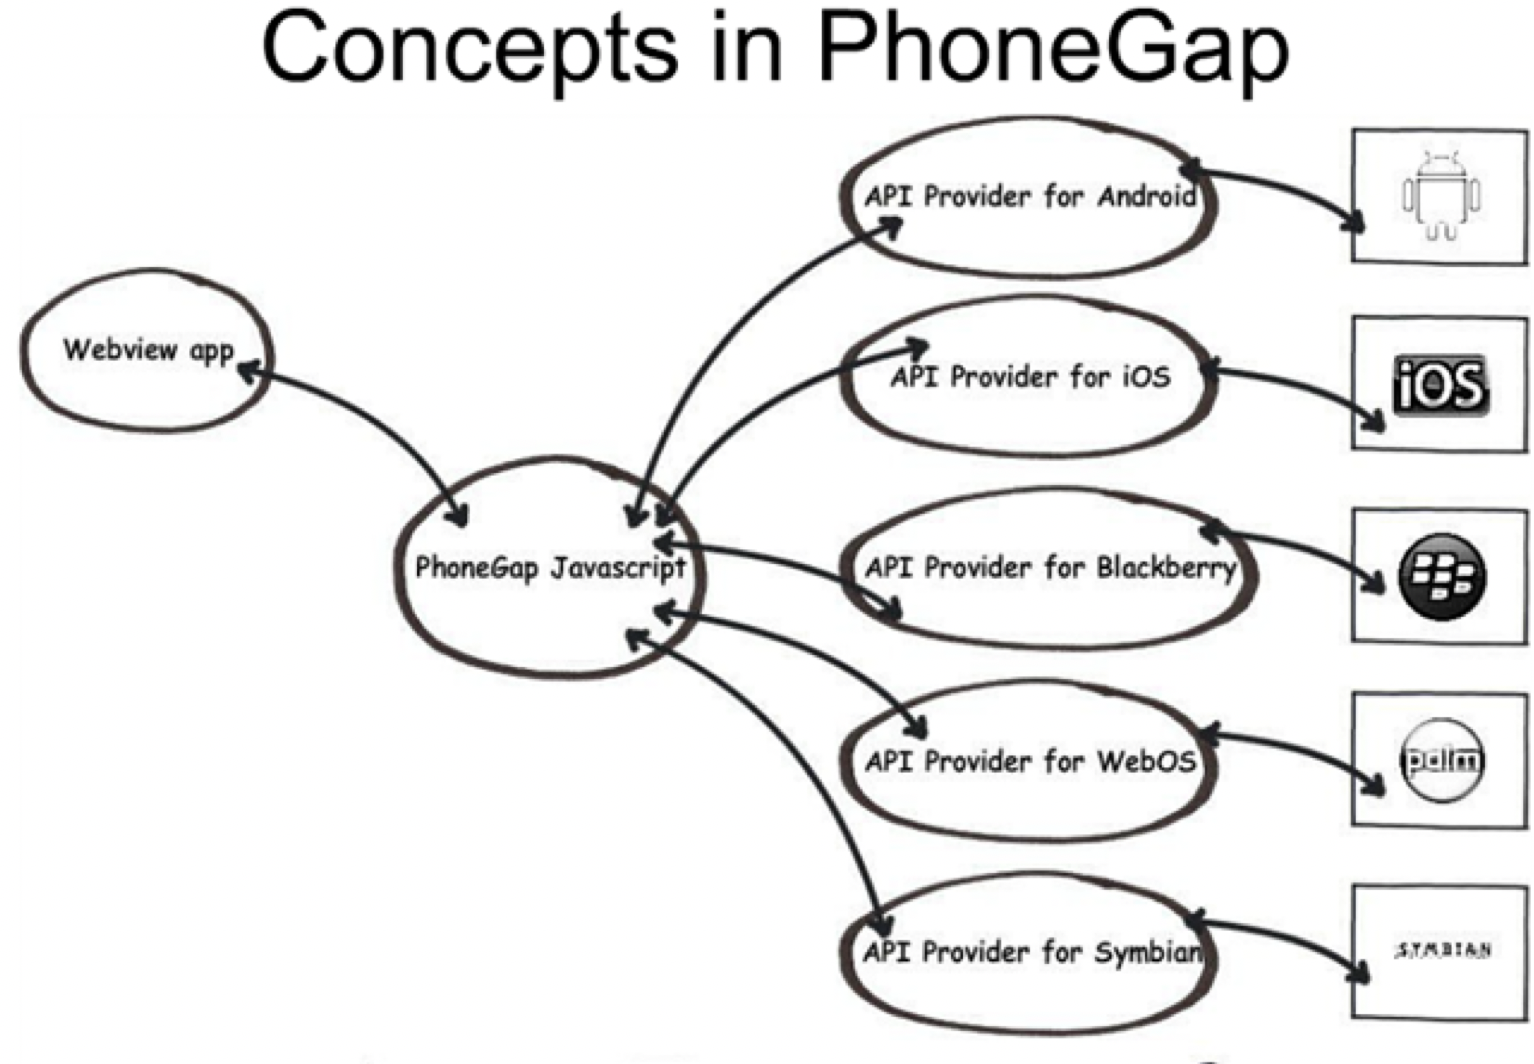 Concepts in PhoneGap
API Provider for Android
Webview app
API Provider for iOS
iOS
PhoneGap Javascript
API Provider for Blackberry
API Provider for WebOS
palm
API Provider for Symbian
SYMBIAN